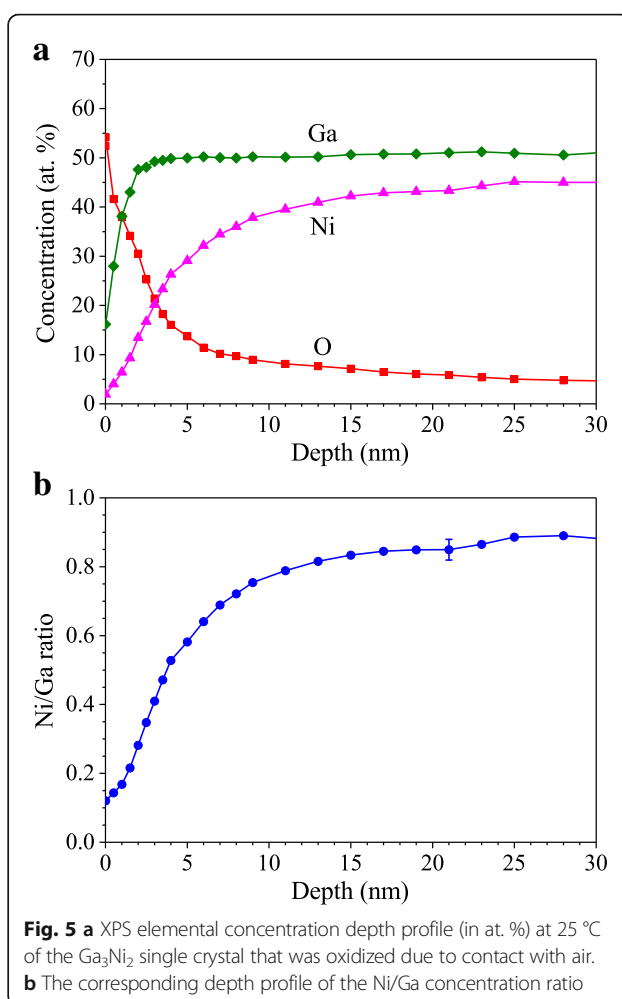 a
70
60
50
40
30
20
10
0
Concentration (at. %)
Ga
Ni
O
0 5 10 15 20 25 30
Depth (nm)
b
1.0
0.8
0.6
0.4
0.2
0.0
Ni/Ga ratio
0 5 10 15 20 25 30
Depth (nm)
Fig. 5 a XPS elemental concentration depth profile (in at. %) at 25 °C
of the Ga₃Ni₂ single crystal that was oxidized due to contact with air.
b The corresponding depth profile of the Ni/Ga concentration ratio